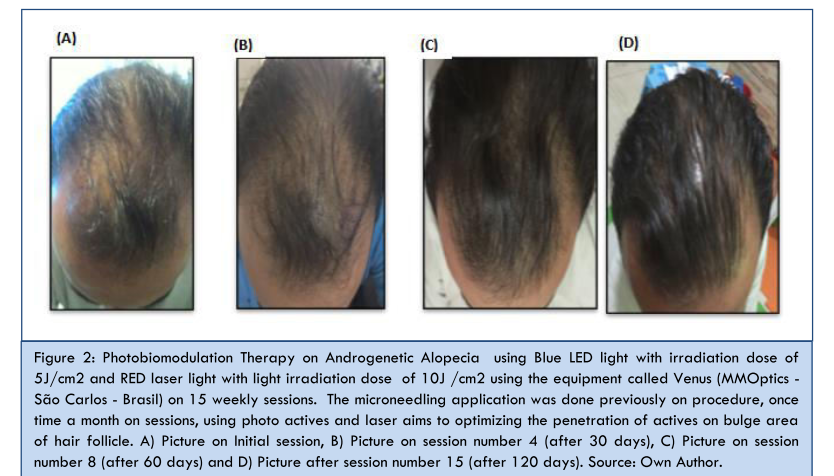 (A)
(B)
(C)
(D)
Figure 2: Photobiomodulation Therapy on Androgenetic Alopecia using Blue LED light with irradiation dose of
5J/cm2 and RED laser light with light irradiation dose of 10J /cm2 using the equipment called Venus (MMOptics -
São Carlos - Brasil) on 15 weekly sessions. The microneedling application was done previously on procedure, once
time a month on sessions, using photo actives and laser aims to optimizing the penetration of actives on bulge area
of hair follicle. A) Picture on Initial session, B) Picture on session number 4 (after 30 days), C) Picture on session
number 8 (after 60 days) and D) Picture after session number 15 (after 120 days). Source: Own Author.